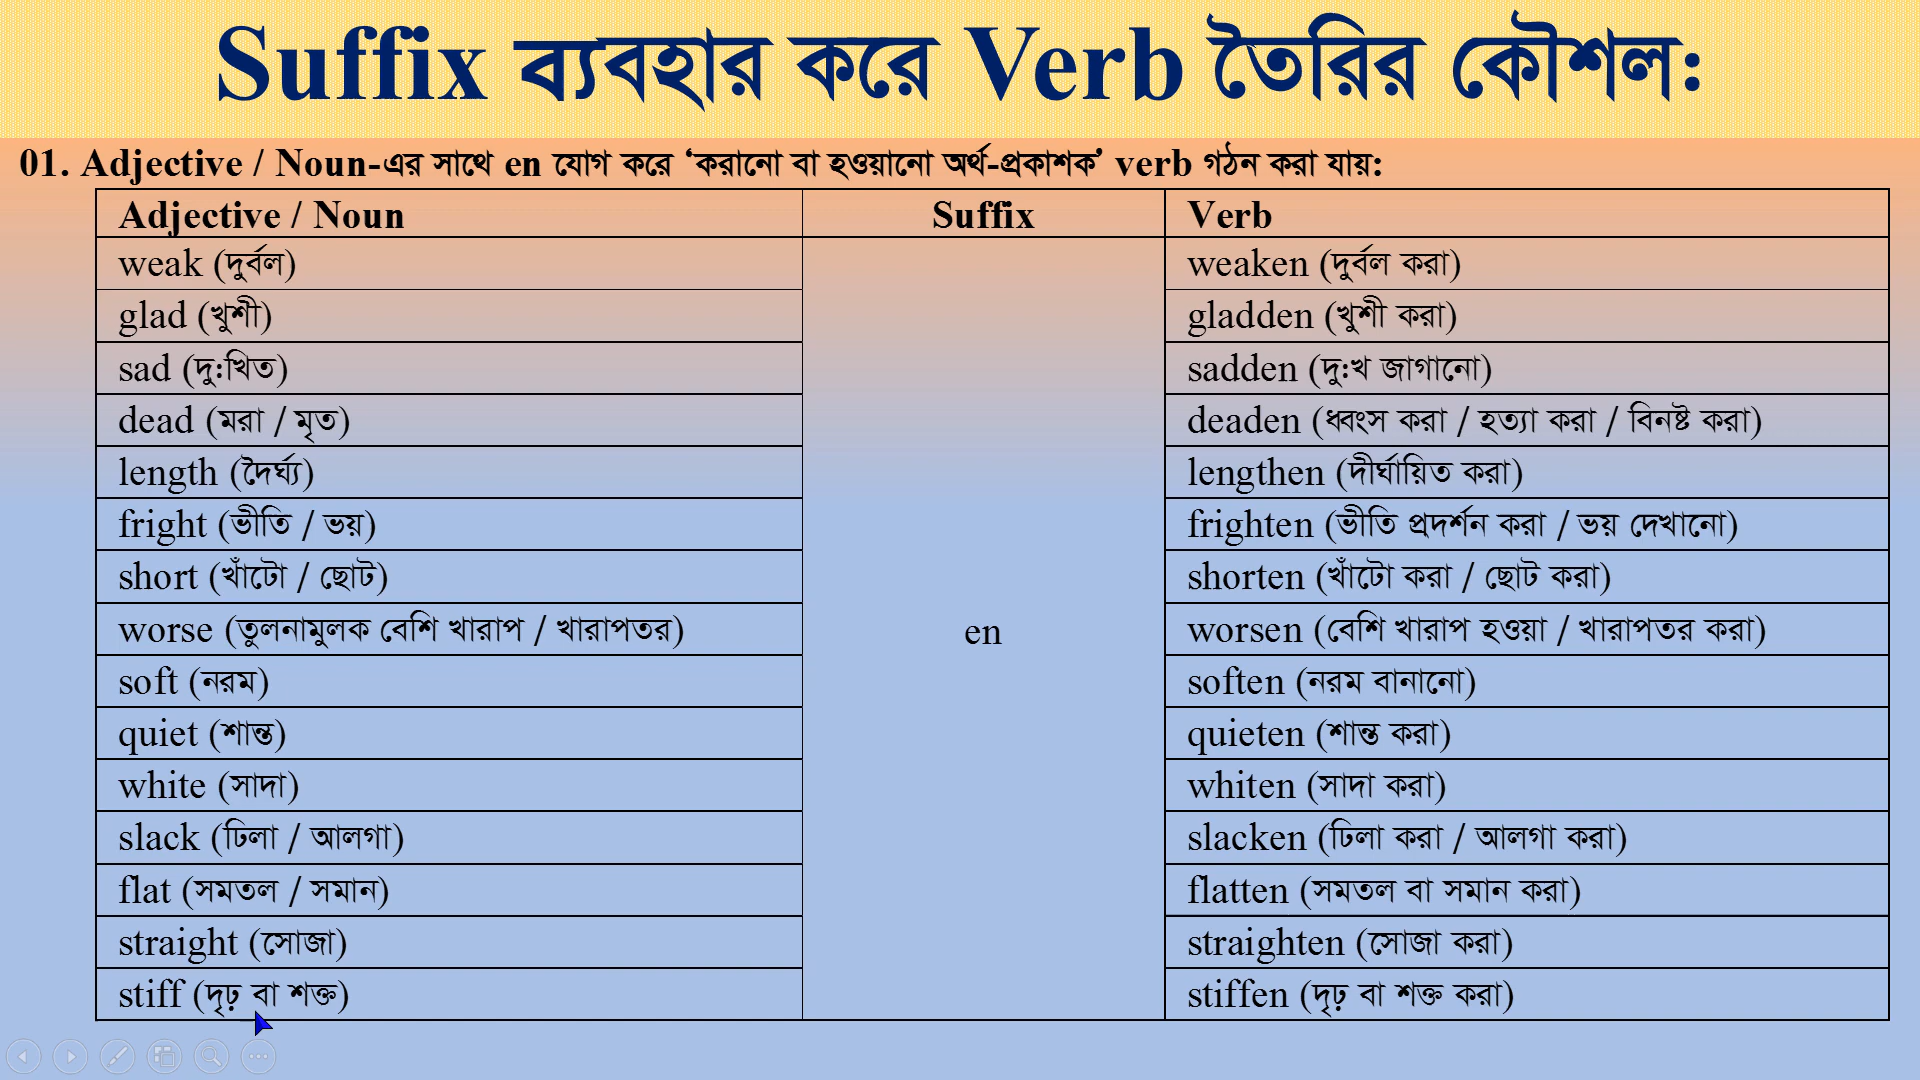 Suffix ব্যবহার করে Verb তৈরির কৌশল:
01. Adjective / Noun-এর সাথে en যোগ করে ‘করানো বা হওয়ানো অর্থ-প্রকাশক’ verb গঠন করা যায়:
Adjective / Noun Suffix Verb
weak (দুর্বল) weaken (দুর্বল করা)
glad (খুশী) gladden (খুশী করা)
sad (দু:খিত) sadden (দু:খ জাগানো)
dead (মরা / মৃত) deaden (ধ্বংস করা / হত্যা করা / বিনষ্ট করা)
length (দৈর্ঘ্য) lengthen (দীর্ঘায়িত করা)
fright (ভীতি / ভয়) frighten (ভীতি প্রদর্শন করা / ভয় দেখানো)
short (খাঁটো / ছোট) shorten (খাঁটো করা / ছোট করা)
worse (তুলনামুলক বেশি খারাপ / খারাপতর) en worsen (বেশি খারাপ হওয়া / খারাপতর করা)
soft (নরম) soften (নরম বানানো)
quiet (শান্ত) quieten (শান্ত করা)
white (সাদা) whiten (সাদা করা)
slack (ঢিলা / আলগা) slacken (ঢিলা করা / আলগা করা)
flat (সমতল / সমান) flatten (সমতল বা সমান করা)
straight (সোজা) straighten (সোজা করা)
stiff (দৃঢ় বা শক্ত) stiffen (দৃঢ় বা শক্ত করা)